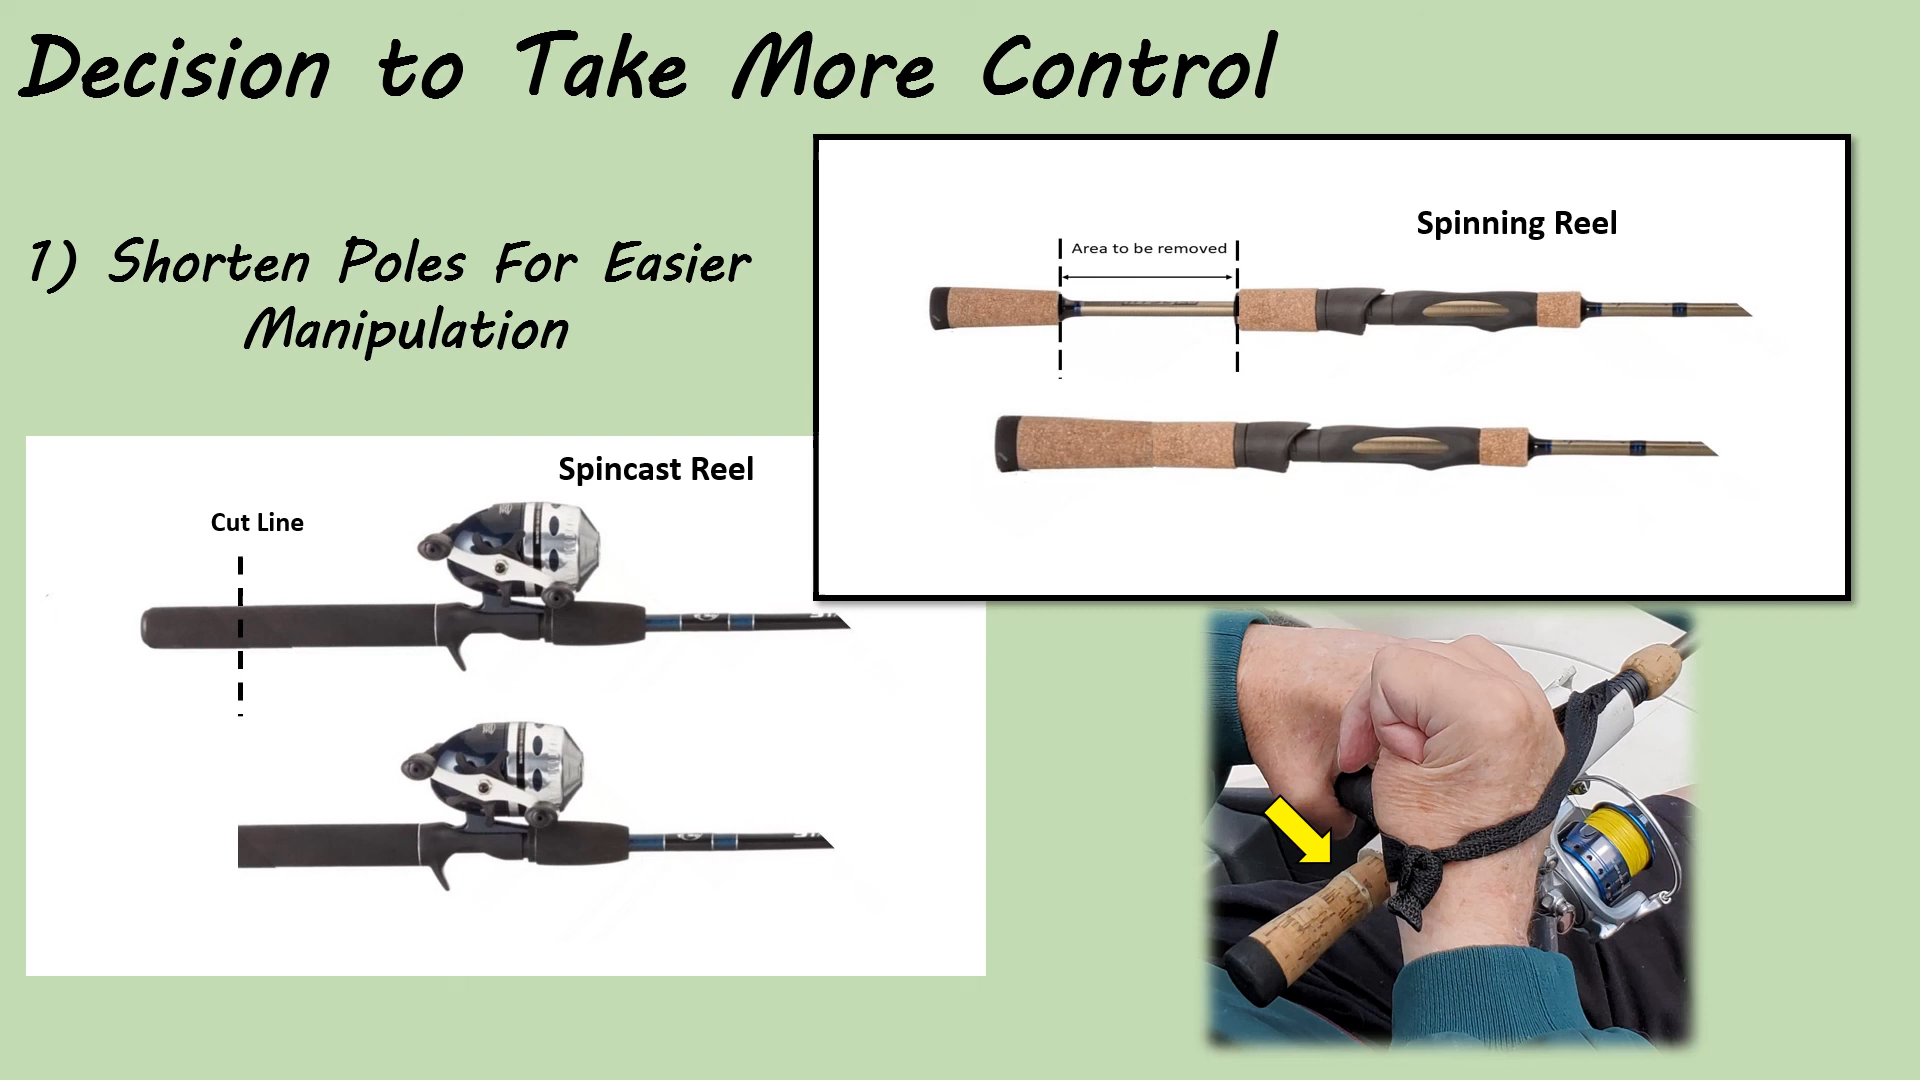 Decision to Take More Control
1) Shorten Poles For Easier
Manipulation
Spinning Reel
Area to be removed
Spincast Reel
Cut Line